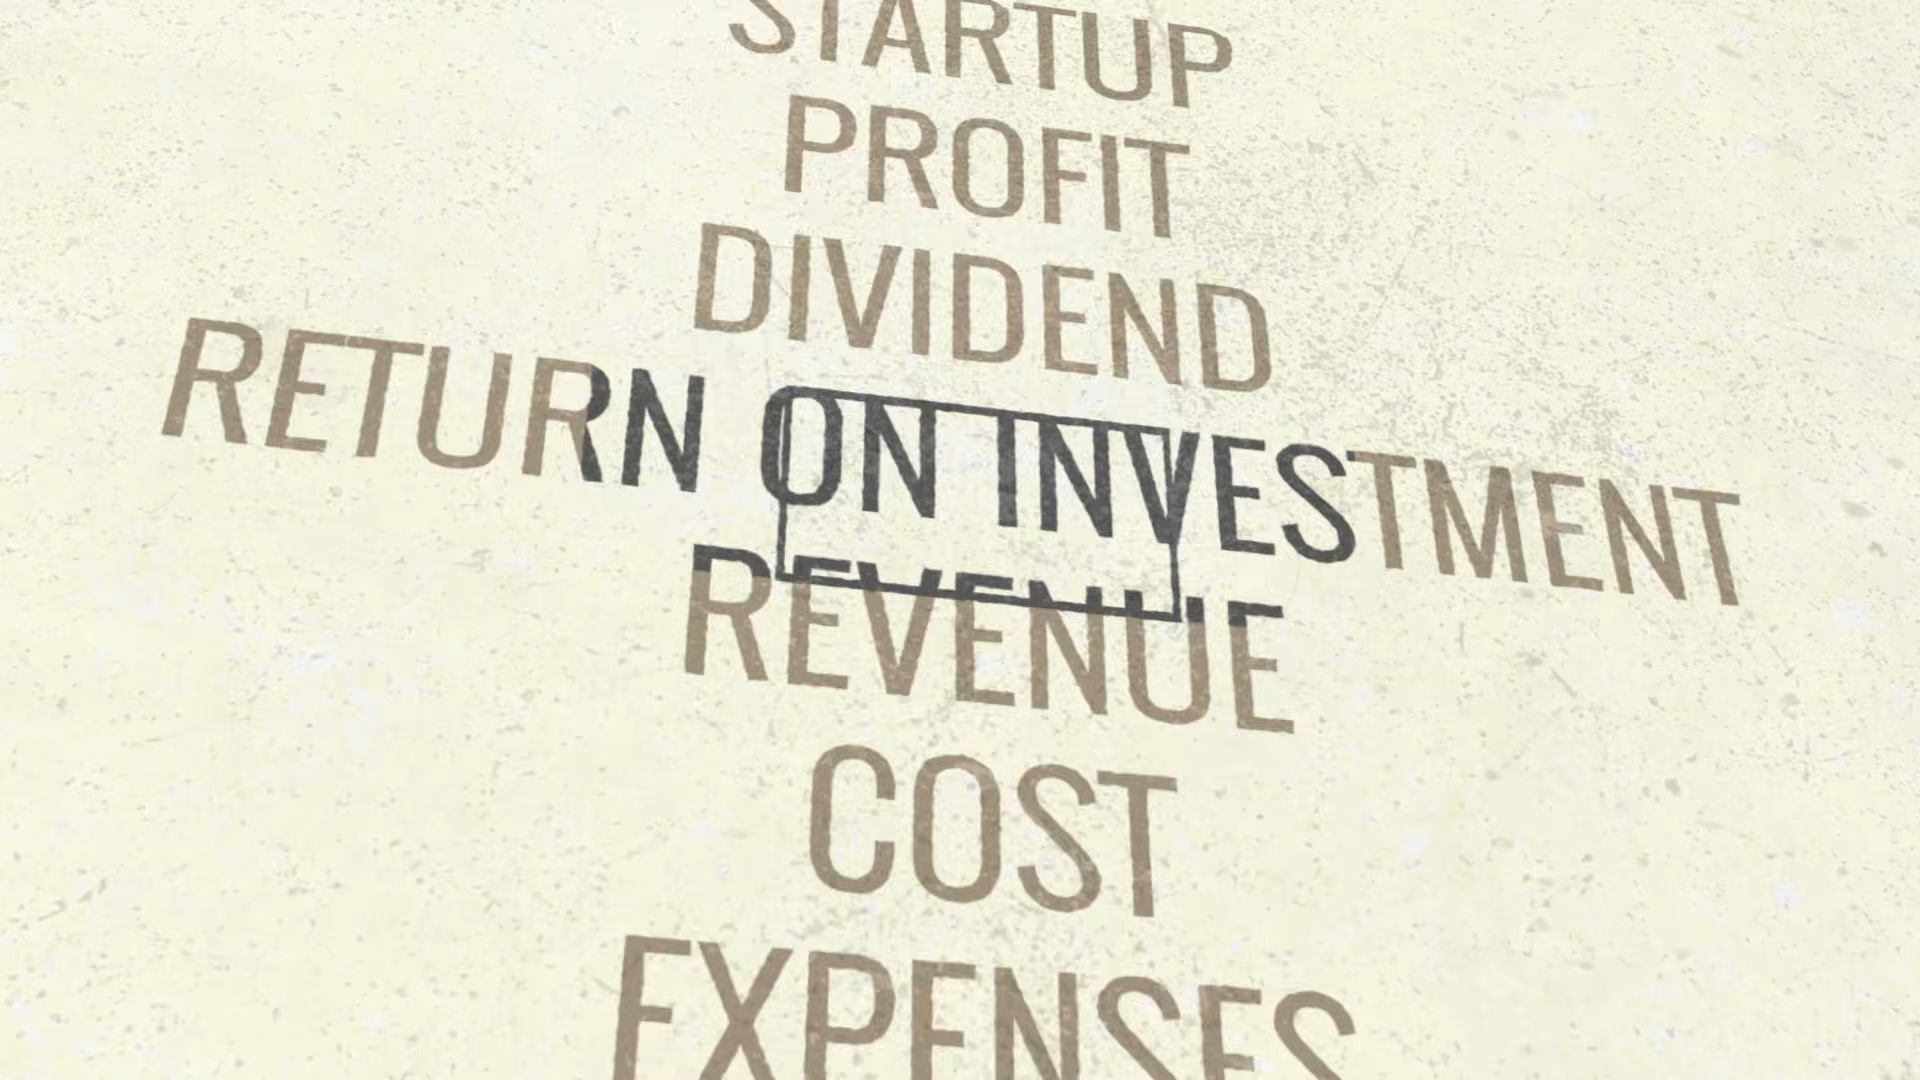 STARTUP
PROFIT
DIVIDEND
RETURN ON INVESTMENT
REVENUE
COST
EXPENSES